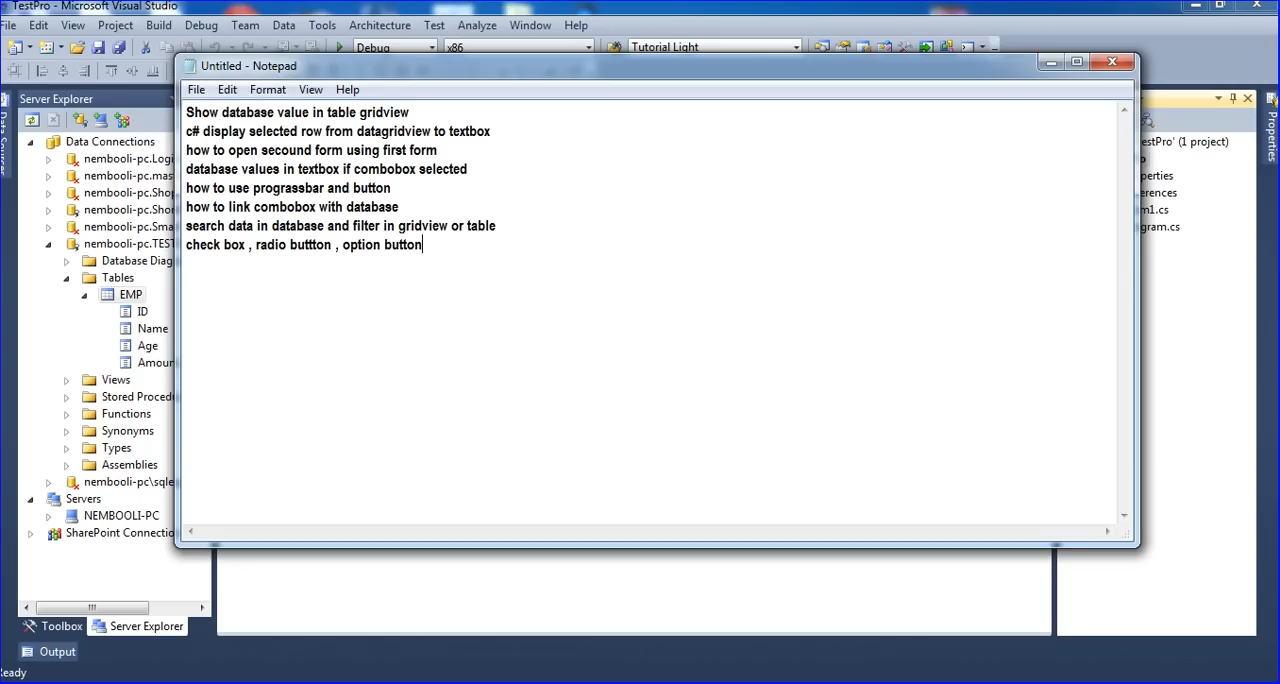 TestPro - Microsoft Visual Studio
File Edit View Project Build Debug Team Data Tools Architecture Test Analyze Window Help
Debug x86 Tutorial Light
Untitled - Notepad
File Edit Format View Help
Show database value in table gridview
c# display selected row from datagridview to textbox
how to open secound form using first form
database values in textbox if combobox selected
how to use prograssbar and button
how to link combobox with database
search data in database and filter in gridview or table
check box , radio buttton , option button
Server Explorer
Data Connections
nembooli-pc.Logi
nembooli-pc.mas
nembooli-pc.Shop
nembooli-pc.Shor
nembooli-pc.Sma
nembooli-pc.TEST
Database Diag
Tables
EMP
ID
Name
Age
Amoun
Views
Stored Proced
Functions
Synonyms
Types
Assemblies
nembooli-pc\sqle
Servers
NEMBOOLI-PC
SharePoint Connectio
Toolbox Server Explorer
Output
Ready
Data Sources
estPro' (1 project)
perties
erences
m1.cs
gram.cs
Properties